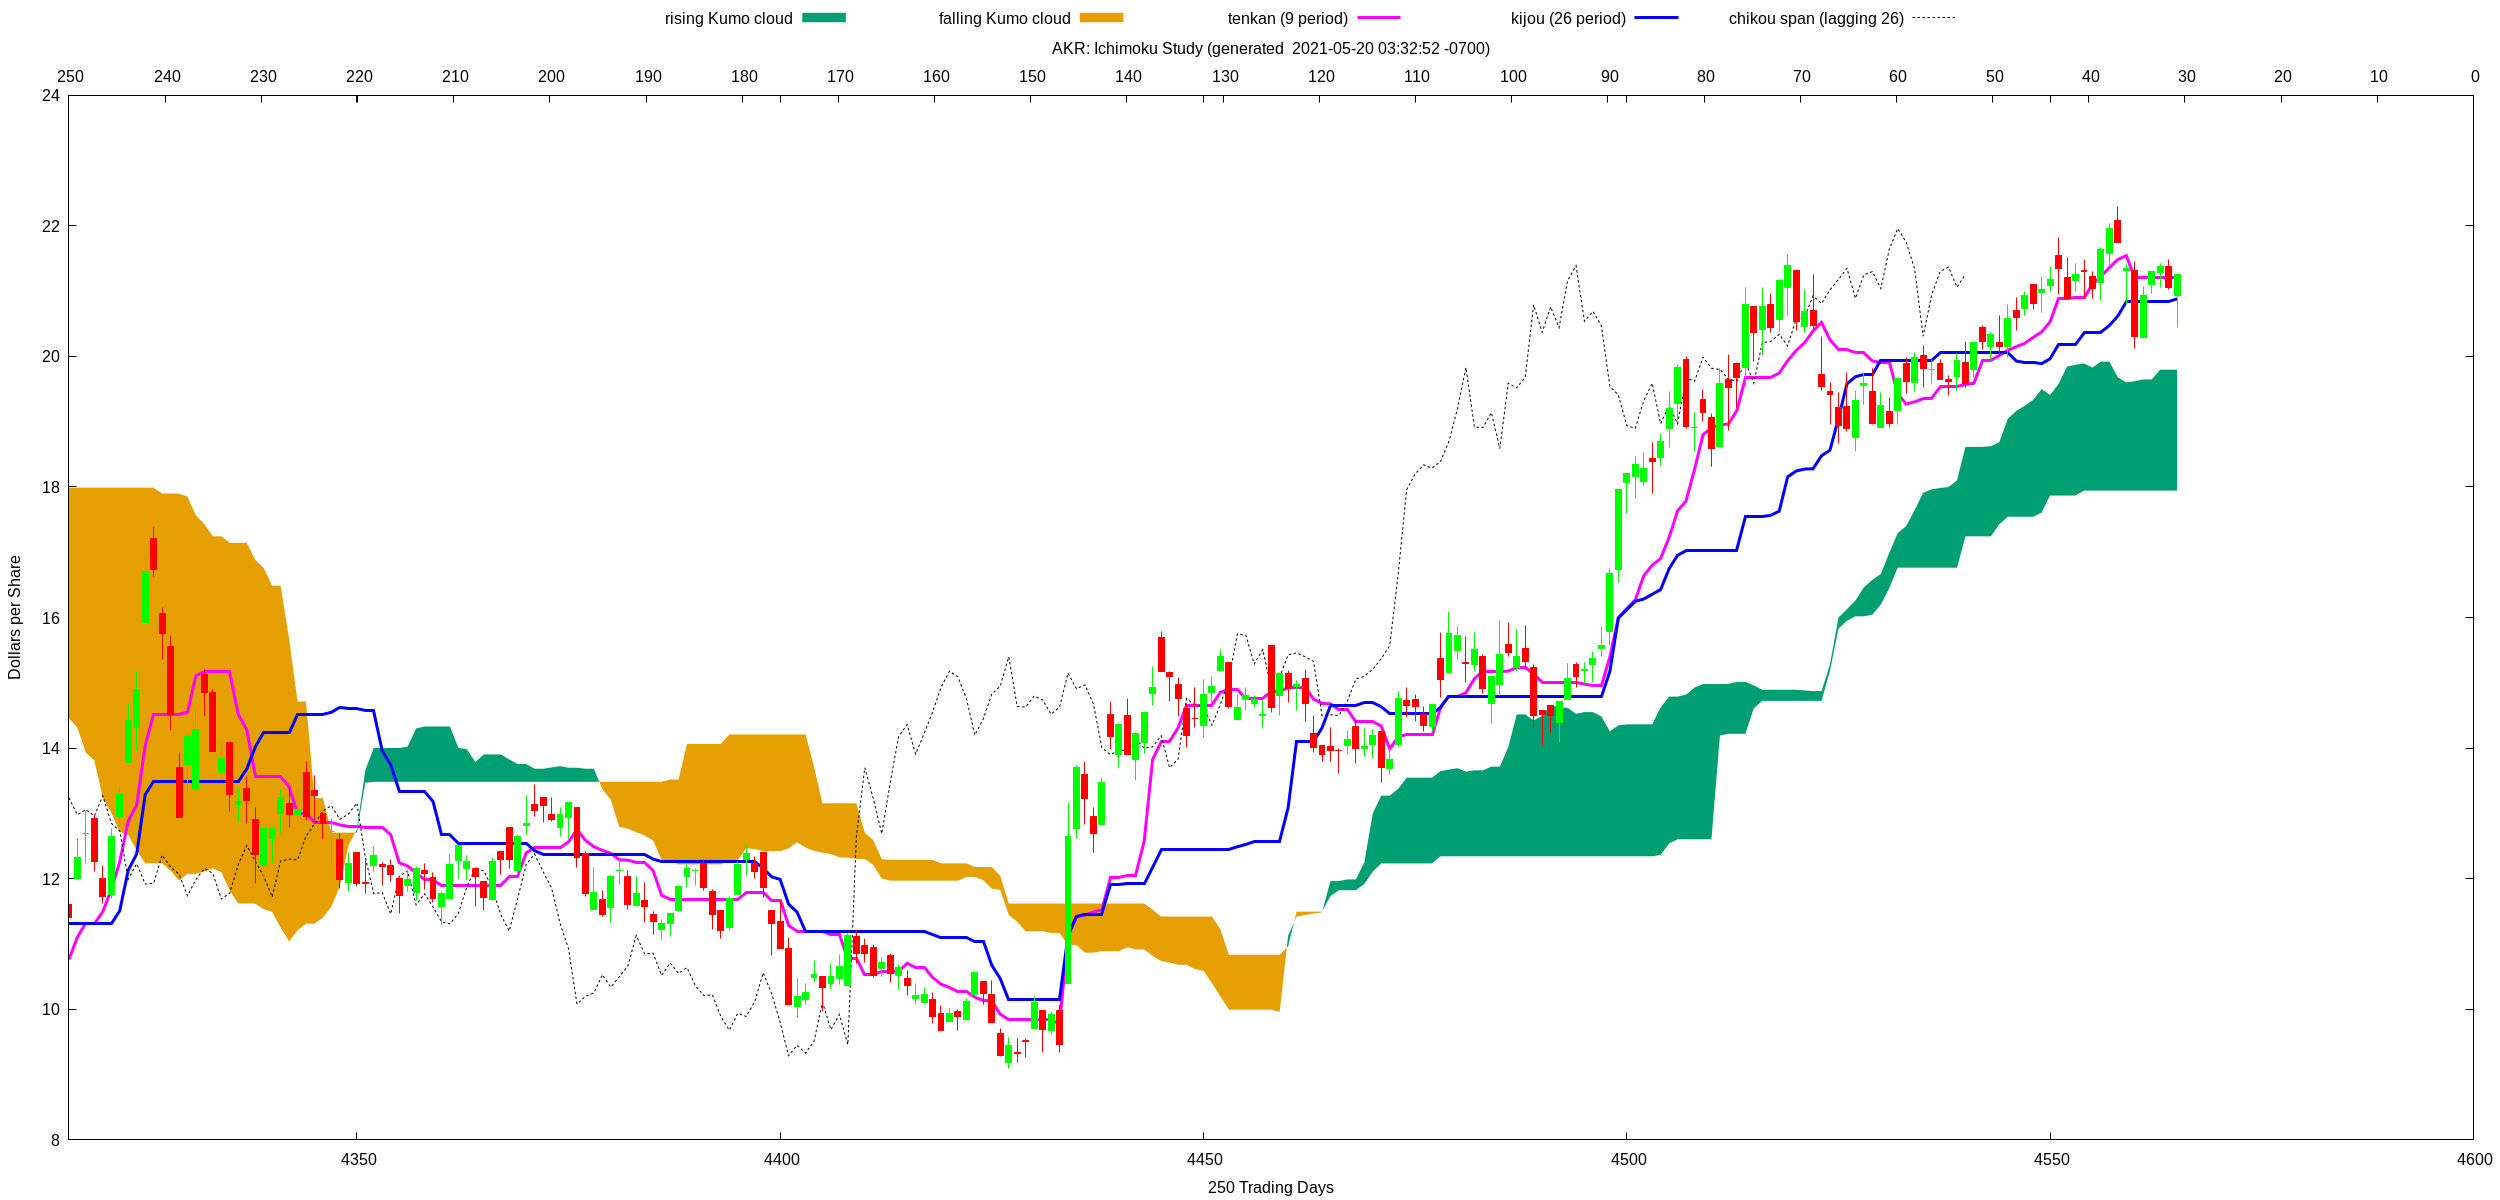 rising Kumo cloud falling Kumo cloud tenkan (9 period) kijou (26 period) chikou span (lagging 26)
AKR: Ichimoku Study (generated  2021-05-20 03:32:52 -0700)
250 240 230 220 210 200 190 180 170 160 150 140 130 120 110 100 90 80 70 60 50 40 30 20 10 0
24
22
20
18
16
14
12
10
8
Dollars per Share
4350 4400 4450 4500 4550 4600
250 Trading Days